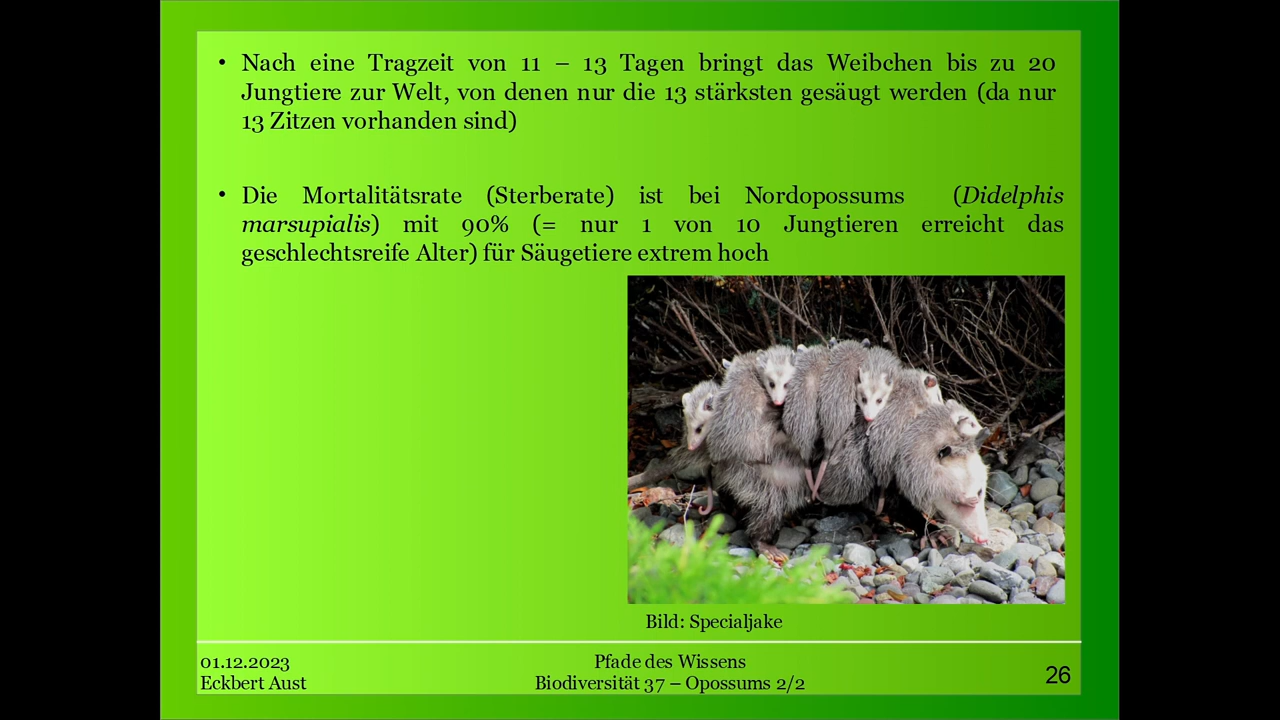 • Nach eine Tragzeit von 11 – 13 Tagen bringt das Weibchen bis zu 20
Jungtiere zur Welt, von denen nur die 13 stärksten gesäugt werden (da nur
13 Zitzen vorhanden sind)
• Die Mortalitätsrate (Sterberate) ist bei Nordopossums (Didelphis
marsupialis) mit 90% (= nur 1 von 10 Jungtieren erreicht das
geschlechtsreife Alter) für Säugetiere extrem hoch
Bild: Specialjake
01.12.2023
Eckbert Aust
Pfade des Wissens
Biodiversität 37 – Opossums 2/2
26